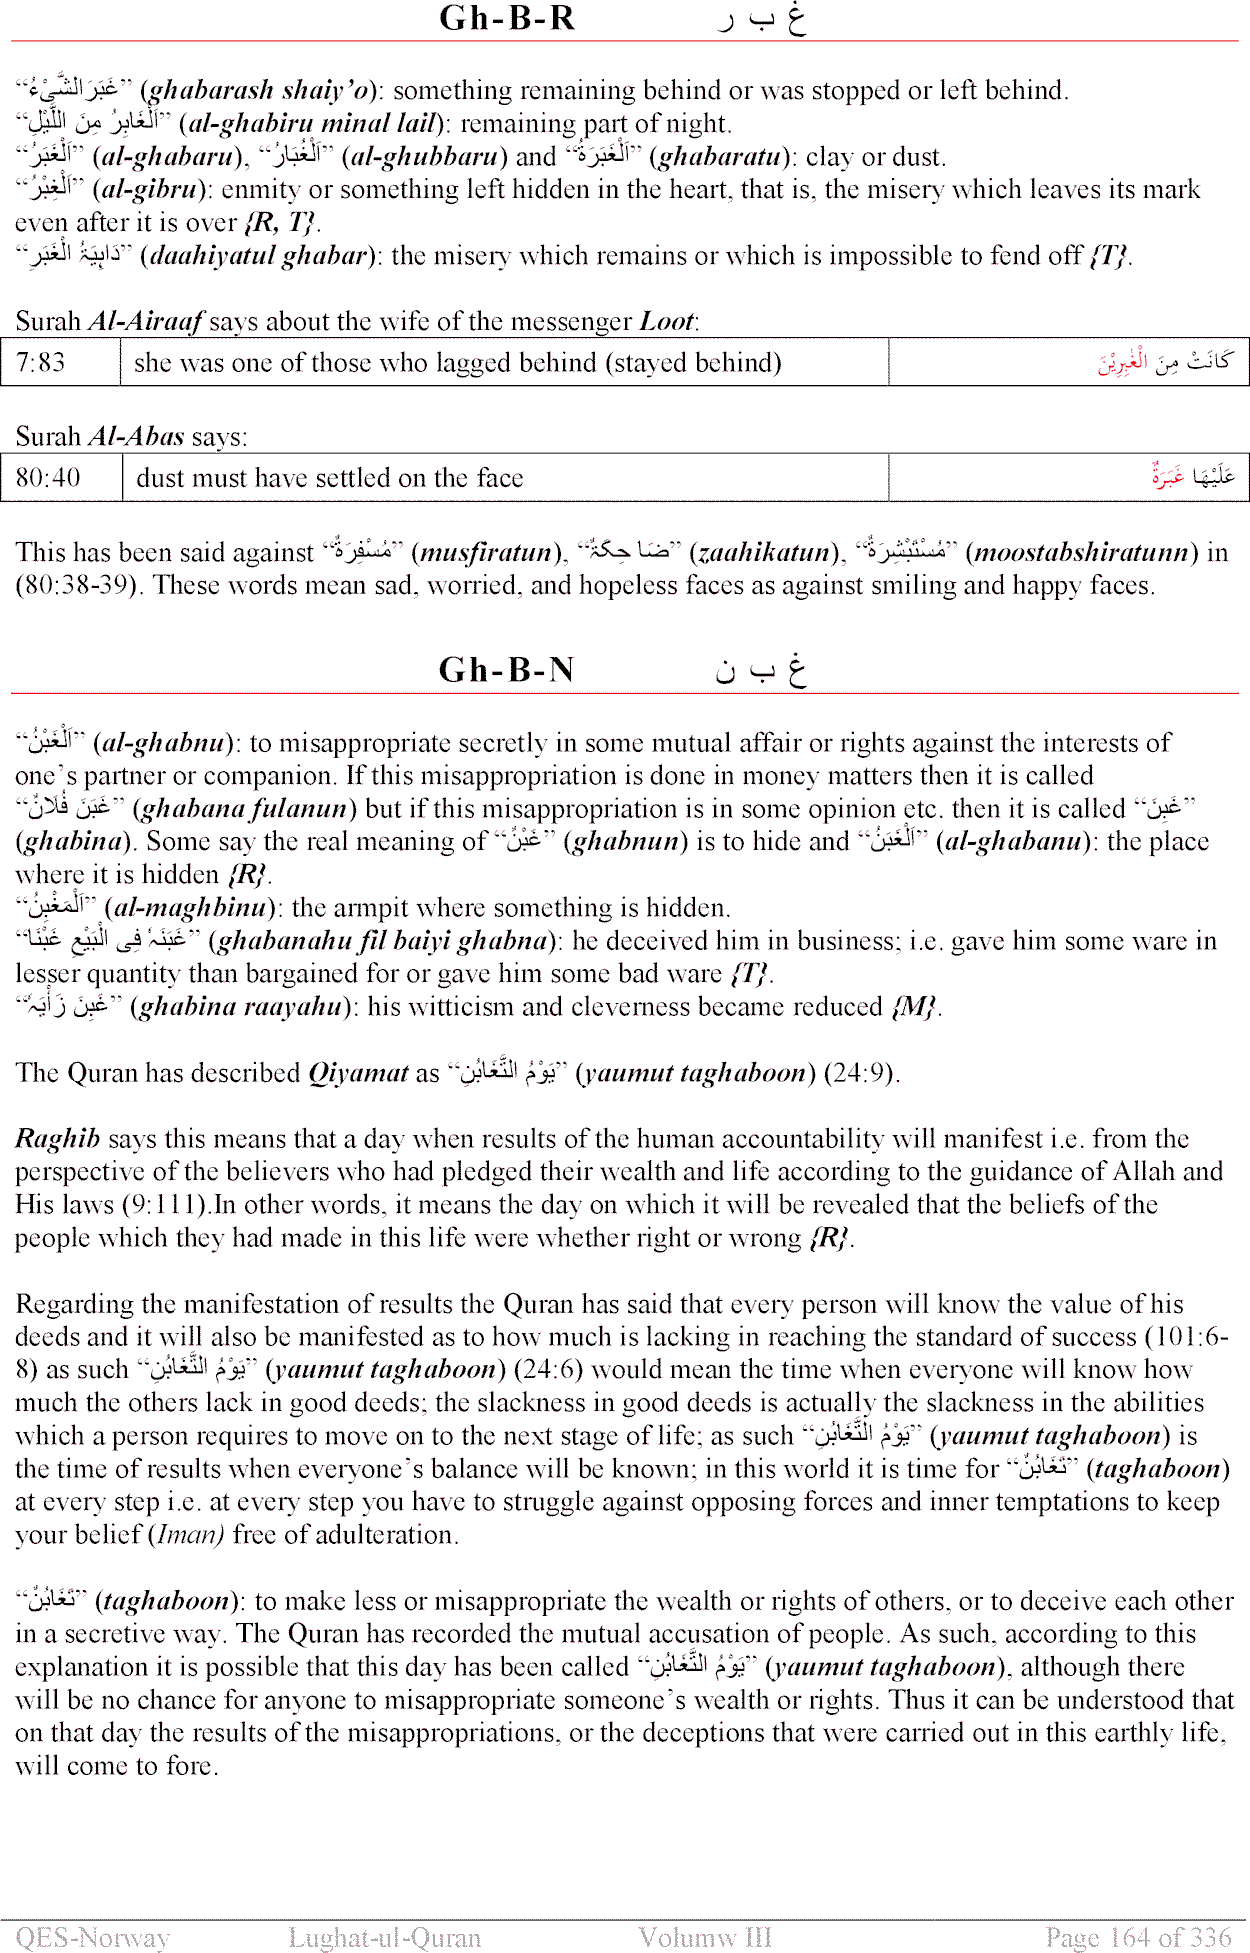 Gh-B-R غ ب ر
“غَبَرَالشَّیْءُ” (ghabarash shaiy’o): something remaining behind or was stopped or left behind.
“اَلْغَابِرُ مِنَ اللَّيْلِ” (al-ghabiru minal lail): remaining part of night.
“اَلْغَبَرُ” (al-ghabaru), “اَلْغُبَارُ” (al-ghubbaru) and “اَلْغَبَرَةُ” (ghabaratu): clay or dust.
“اَلْغِبْرُ” (al-gibru): enmity or something left hidden in the heart, that is, the misery which leaves its mark
even after it is over {R, T}.
“دَاہِيَۃُ الْغَبَرِ” (daahiyatul ghabar): the misery which remains or which is impossible to fend off {T}.
Surah Al-Airaaf says about the wife of the messenger Loot:
7:83 she was one of those who lagged behind (stayed behind) كَانَتْ مِنَ الْغٰبِرِيْنَ
Surah Al-Abas says:
80:40 dust must have settled on the face عَلَيْهَا غَبَرَةٌ
This has been said against “مُسْفِرَةٌ” (musfiratun), “ضَا حِكَۃٌ” (zaahikatun), “مُسْتَبْشِرَةٌ” (moostabshiratunn) in
(80:38-39). These words mean sad, worried, and hopeless faces as against smiling and happy faces.
Gh-B-N غ ب ن
“اَلْغَبْنُ” (al-ghabnu): to misappropriate secretly in some mutual affair or rights against the interests of
one’s partner or companion. If this misappropriation is done in money matters then it is called
“غَبَنَ فُلَانٌ” (ghabana fulanun) but if this misappropriation is in some opinion etc. then it is called “غَبِنَ”
(ghabina). Some say the real meaning of “غَبْنٌ” (ghabnun) is to hide and “اَلْغَبَنُ” (al-ghabanu): the place
where it is hidden {R}.
“اَلْمَغْبِنُ” (al-maghbinu): the armpit where something is hidden.
“غَبَنَہٗ فِی الْبَيْعِ غَبْنًا” (ghabanahu fil baiyi ghabna): he deceived him in business; i.e. gave him some ware in
lesser quantity than bargained for or gave him some bad ware {T}.
“غَبِنَ رَأْيَہٗ” (ghabina raayahu): his witticism and cleverness became reduced {M}.
The Quran has described Qiyamat as “يَوْمُ التَّغَابُنِ” (yaumut taghaboon) (24:9).
Raghib says this means that a day when results of the human accountability will manifest i.e. from the
perspective of the believers who had pledged their wealth and life according to the guidance of Allah and
His laws (9:111).In other words, it means the day on which it will be revealed that the beliefs of the
people which they had made in this life were whether right or wrong {R}.
Regarding the manifestation of results the Quran has said that every person will know the value of his
deeds and it will also be manifested as to how much is lacking in reaching the standard of success (101:6-
8) as such “يَوْمُ التَّغَابُنِ” (yaumut taghaboon) (24:6) would mean the time when everyone will know how
much the others lack in good deeds; the slackness in good deeds is actually the slackness in the abilities
which a person requires to move on to the next stage of life; as such “يَوْمُ التَّغَابُنِ” (yaumut taghaboon) is
the time of results when everyone’s balance will be known; in this world it is time for “تَغَابُنٌ” (taghaboon)
at every step i.e. at every step you have to struggle against opposing forces and inner temptations to keep
your belief (Iman) free of adulteration.
“تَغَابُنٌ” (taghaboon): to make less or misappropriate the wealth or rights of others, or to deceive each other
in a secretive way. The Quran has recorded the mutual accusation of people. As such, according to this
explanation it is possible that this day has been called “يَوْمُ التَّغَابُنِ” (yaumut taghaboon), although there
will be no chance for anyone to misappropriate someone’s wealth or rights. Thus it can be understood that
on that day the results of the misappropriations, or the deceptions that were carried out in this earthly life,
will come to fore.
QES-Norway Lughat-ul-Quran Volumw III Page 164 of 336